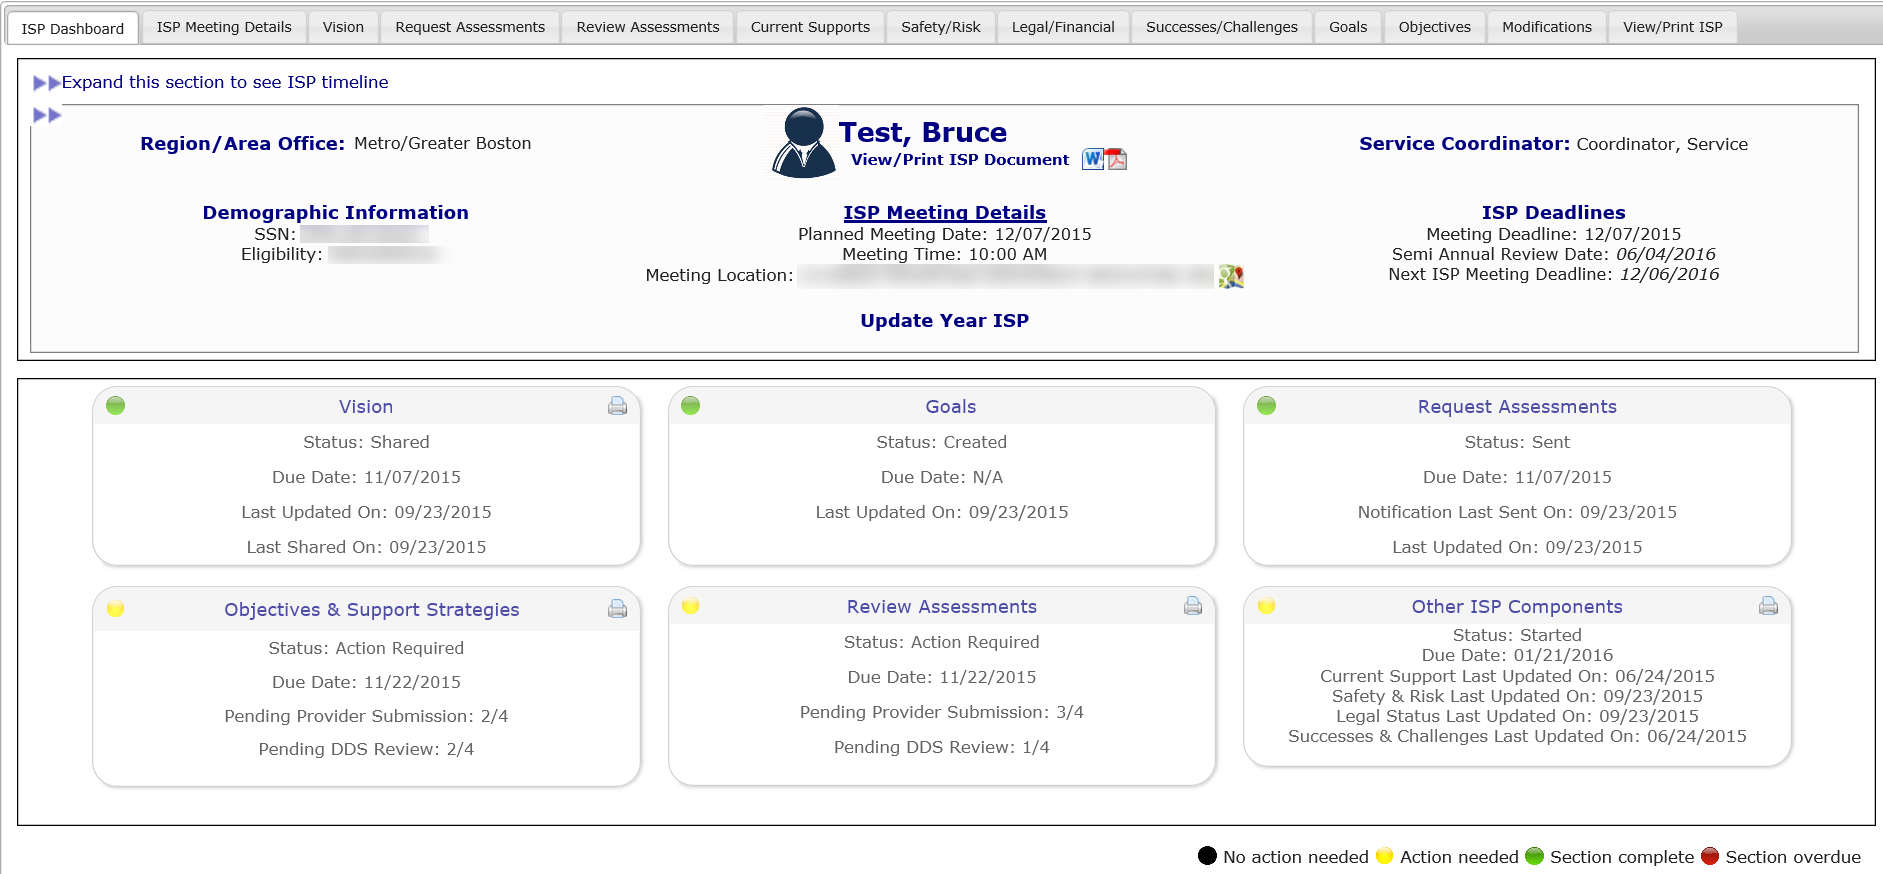 ISP Dashboard
ISP Meeting Details
Vision
Request Assessments
Review Assessments
Current Supports
Safety/Risk
Legal/Financial
Successes/Challenges
Goals
Objectives
Modifications
View/Print ISP
Expand this section to see ISP timeline
Region/Area Office: Metro/Greater Boston
Test, Bruce
View/Print ISP Document
Service Coordinator: Coordinator, Service
Demographic Information
SSN:
Eligibility:
ISP Meeting Details
Planned Meeting Date: 12/07/2015
Meeting Time: 10:00 AM
Meeting Location:
Update Year ISP
ISP Deadlines
Meeting Deadline: 12/07/2015
Semi Annual Review Date: 06/04/2016
Next ISP Meeting Deadline: 12/06/2016
Vision
Status: Shared
Due Date: 11/07/2015
Last Updated On: 09/23/2015
Last Shared On: 09/23/2015
Goals
Status: Created
Due Date: N/A
Last Updated On: 09/23/2015
Request Assessments
Status: Sent
Due Date: 11/07/2015
Notification Last Sent On: 09/23/2015
Last Updated On: 09/23/2015
Objectives & Support Strategies
Status: Action Required
Due Date: 11/22/2015
Pending Provider Submission: 2/4
Pending DDS Review: 2/4
Review Assessments
Status: Action Required
Due Date: 11/22/2015
Pending Provider Submission: 3/4
Pending DDS Review: 1/4
Other ISP Components
Status: Started
Due Date: 01/21/2016
Current Support Last Updated On: 06/24/2015
Safety & Risk Last Updated On: 09/23/2015
Legal Status Last Updated On: 09/23/2015
Successes & Challenges Last Updated On: 06/24/2015
No action needed
Action needed
Section complete
Section overdue